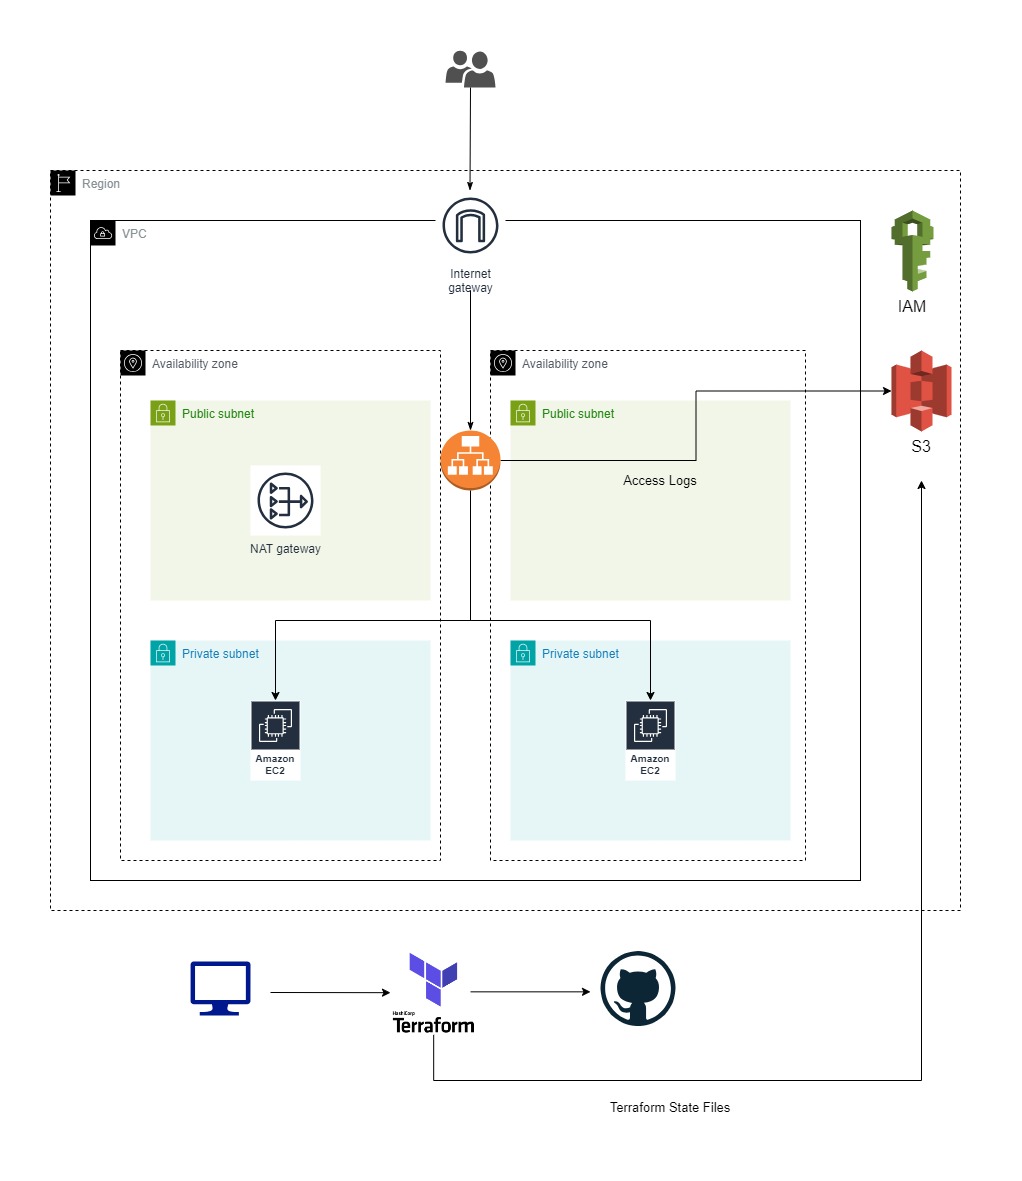 Region
VPC
Internet
gateway
IAM
Availability zone
Availability zone
Public subnet
Public subnet
S3
Access Logs
NAT gateway
Private subnet
Private subnet
Amazon
EC2
Amazon
EC2
HashiCorp
Terraform
Terraform State Files